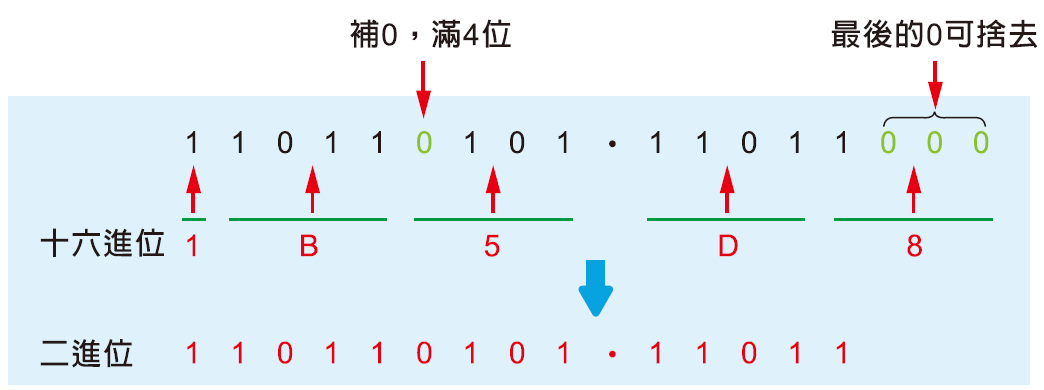 補0，滿4位 最後的0可捨去
1 1 0 1 1 0 1 0 1 · 1 1 0 1 1 0 0 0
十六進位 1 B 5 D 8
二進位 1 1 0 1 1 0 1 0 1 · 1 1 0 1 1